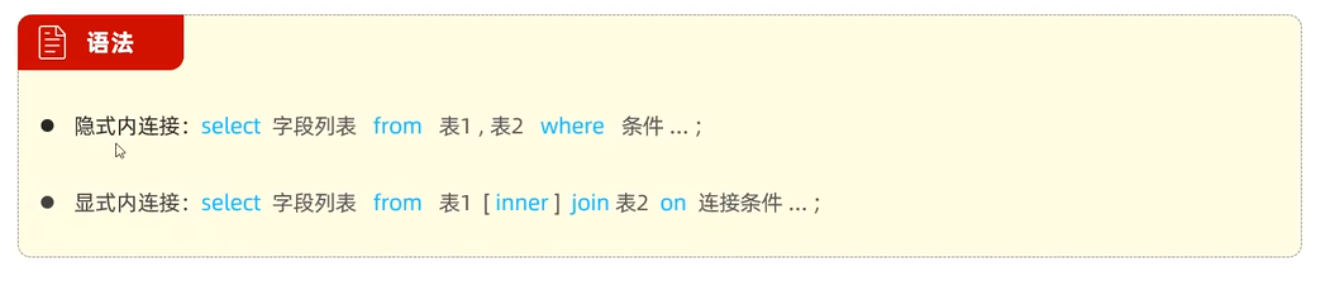 语法
隐式内连接：select 字段列表 from 表1 , 表2 where 条件 ... ;
显式内连接：select 字段列表 from 表1 [ inner ] join 表2 on 连接条件 ... ;